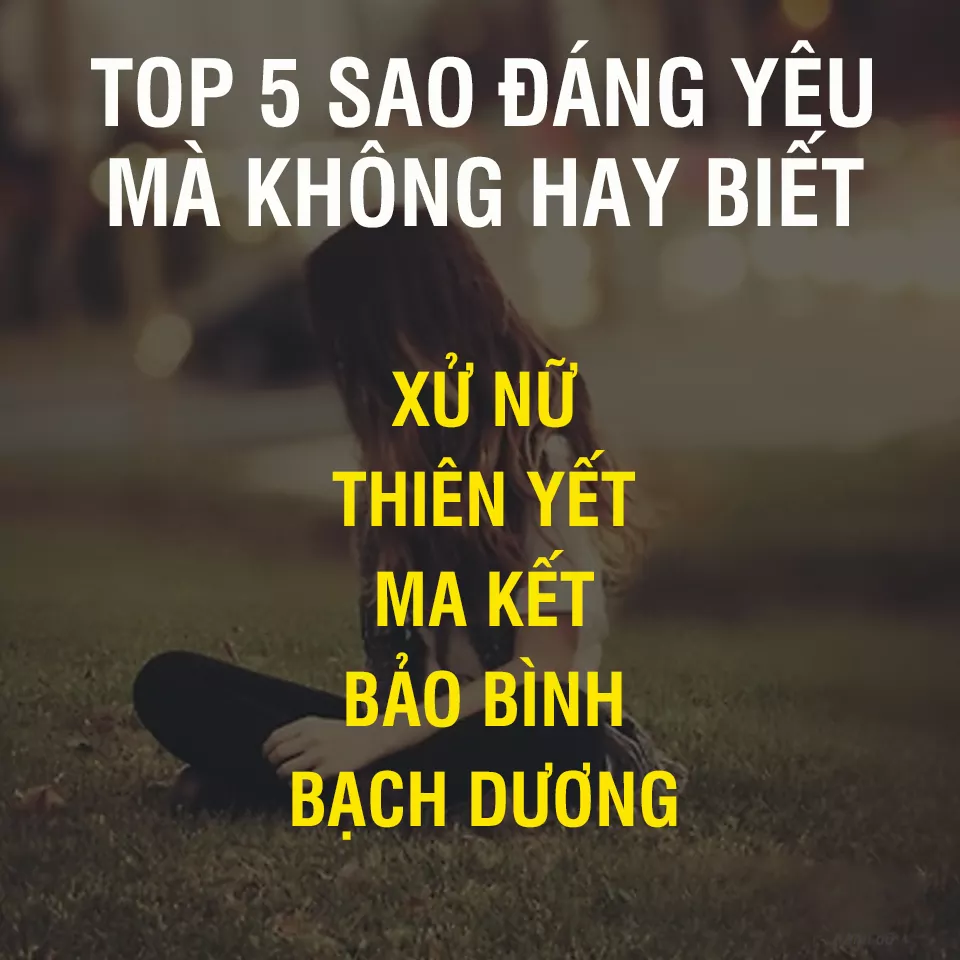 TOP 5 SAO ĐÁNG YÊU
MÀ KHÔNG HAY BIẾT
XỬ NỮ
THIÊN YẾT
MA KẾT
BẢO BÌNH
BẠCH DƯƠNG